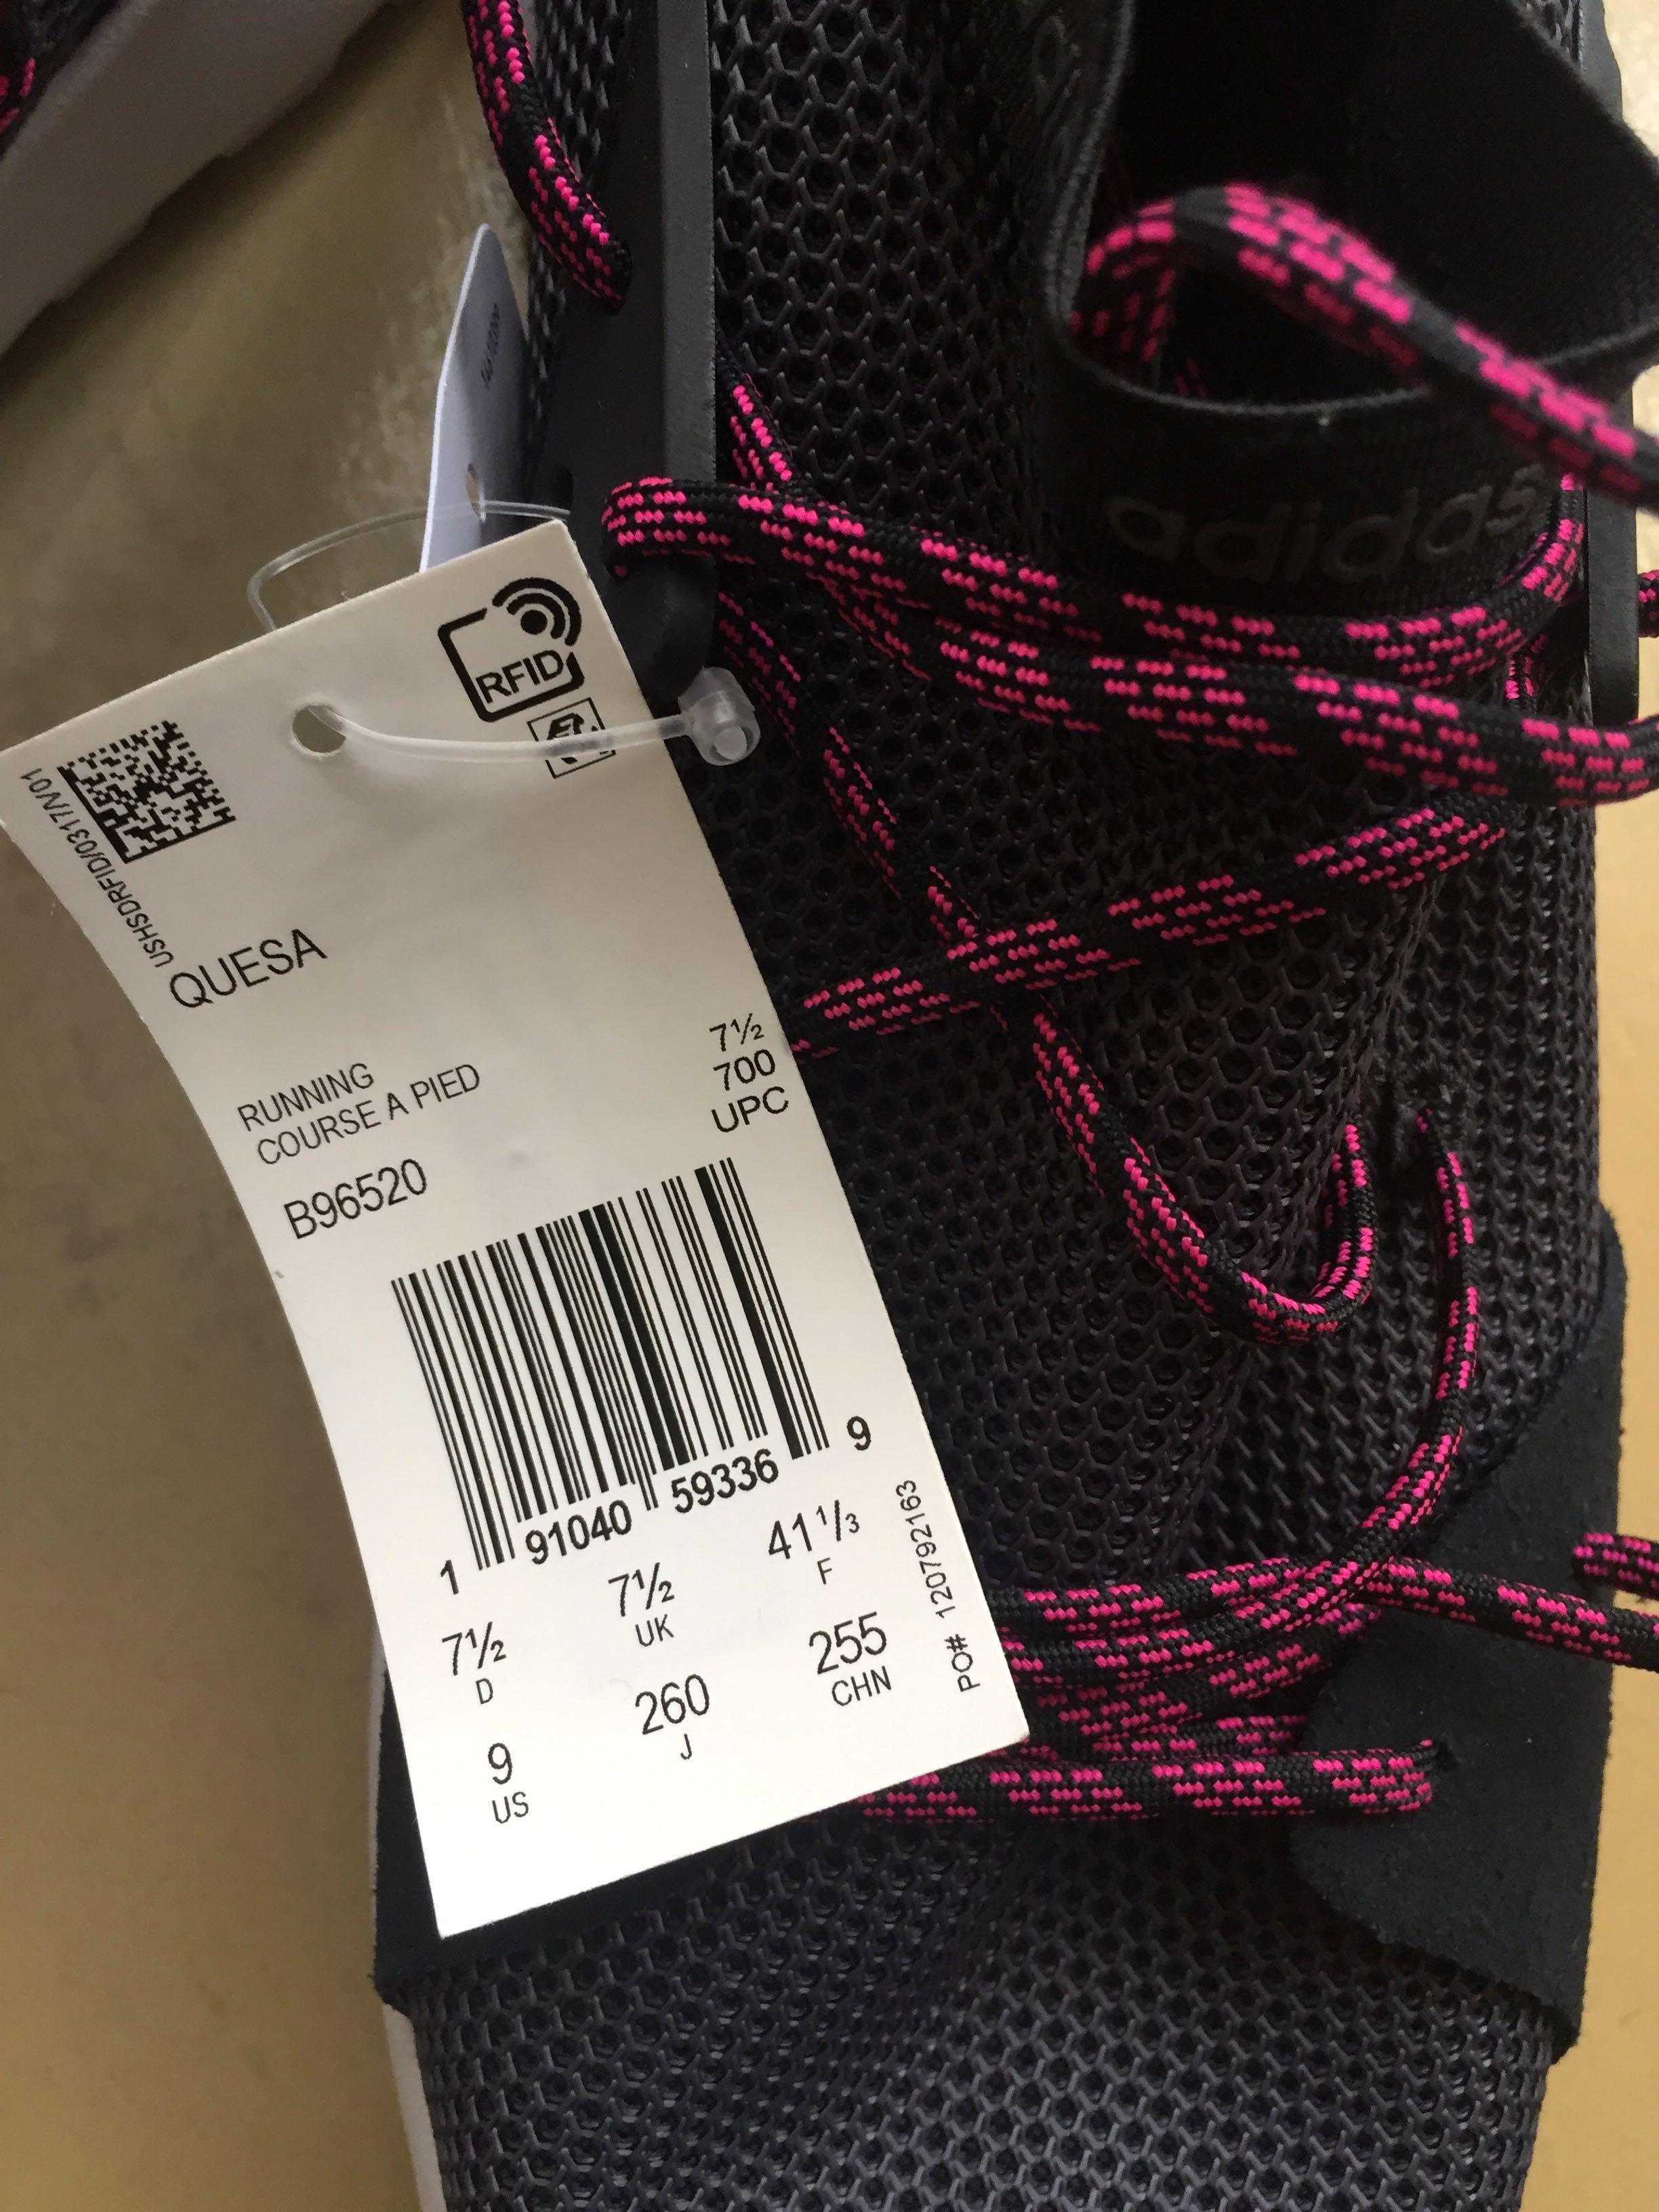 adidas
RFID
USHSDRFID/0317/V01
QUESA
RUNNING
COURSE A PIED
B96520
7½
700
UPC
1 91040 59336 9
7½
D
7½
UK
41⅓
F
9
US
260
J
255
CHN
PO# 120792163